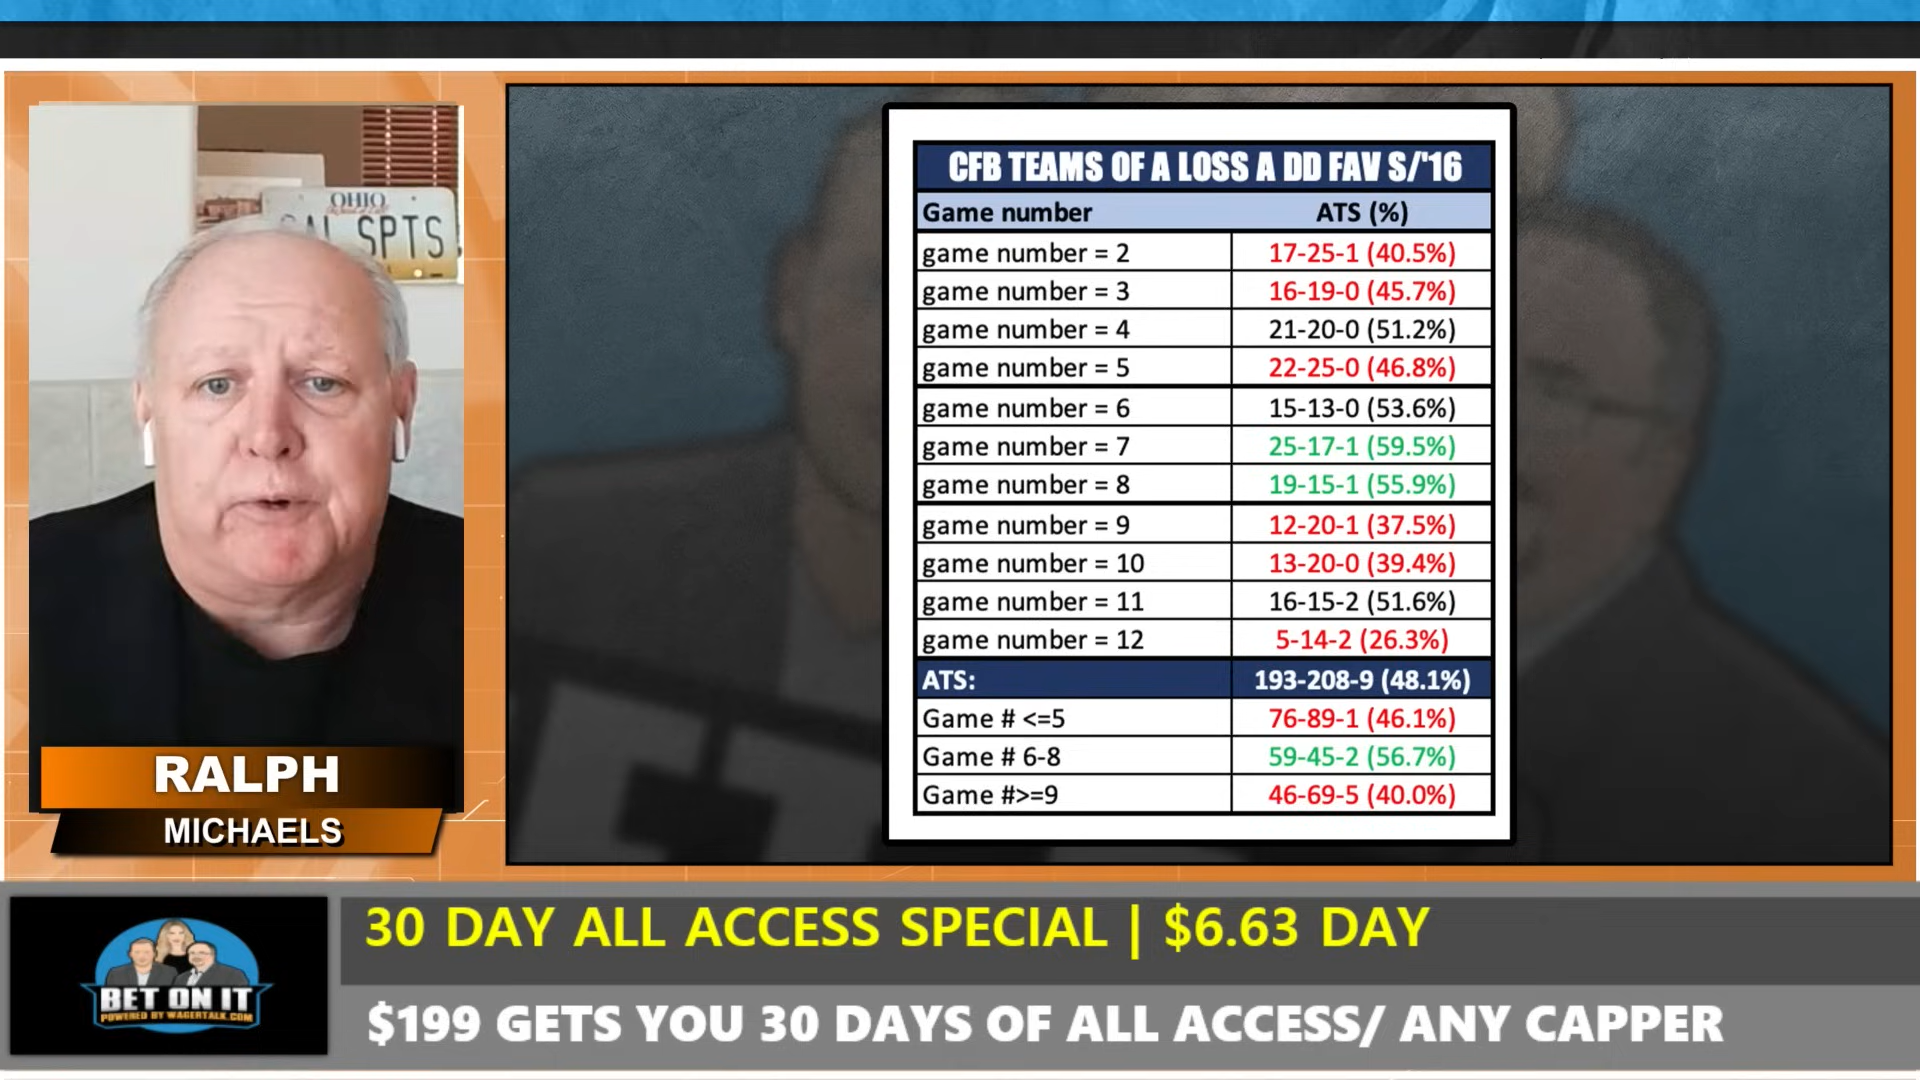 OHIO
SPTS
CFB TEAMS OF A LOSS A DD FAV S/'16
Game number ATS (%)
game number = 2 17-25-1 (40.5%)
game number = 3 16-19-0 (45.7%)
game number = 4 21-20-0 (51.2%)
game number = 5 22-25-0 (46.8%)
game number = 6 15-13-0 (53.6%)
game number = 7 25-17-1 (59.5%)
game number = 8 19-15-1 (55.9%)
game number = 9 12-20-1 (37.5%)
game number = 10 13-20-0 (39.4%)
game number = 11 16-15-2 (51.6%)
game number = 12 5-14-2 (26.3%)
ATS: 193-208-9 (48.1%)
Game # <=5 76-89-1 (46.1%)
Game # 6-8 59-45-2 (56.7%)
Game #>=9 46-69-5 (40.0%)
RALPH
MICHAELS
BET ON IT
POWERED BY WAGERTALK.COM
30 DAY ALL ACCESS SPECIAL | $6.63 DAY
$199 GETS YOU 30 DAYS OF ALL ACCESS/ ANY CAPPER